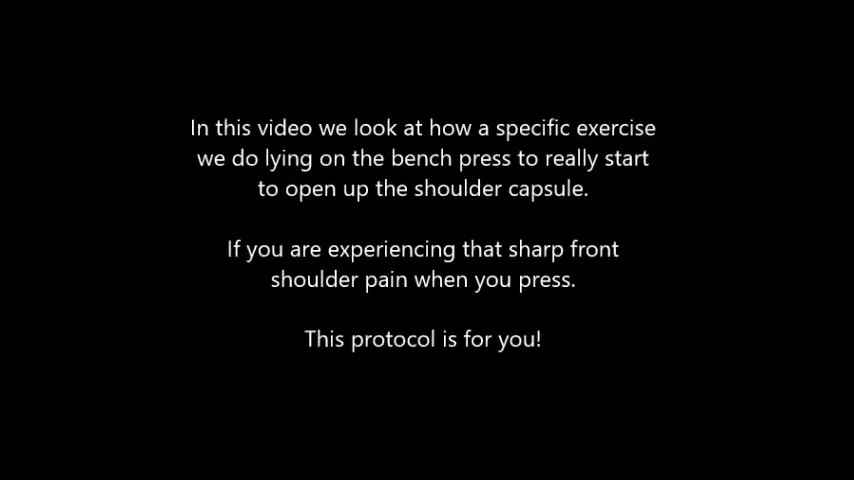 In this video we look at how a specific exercise
we do lying on the bench press to really start
to open up the shoulder capsule.
If you are experiencing that sharp front
shoulder pain when you press.
This protocol is for you!